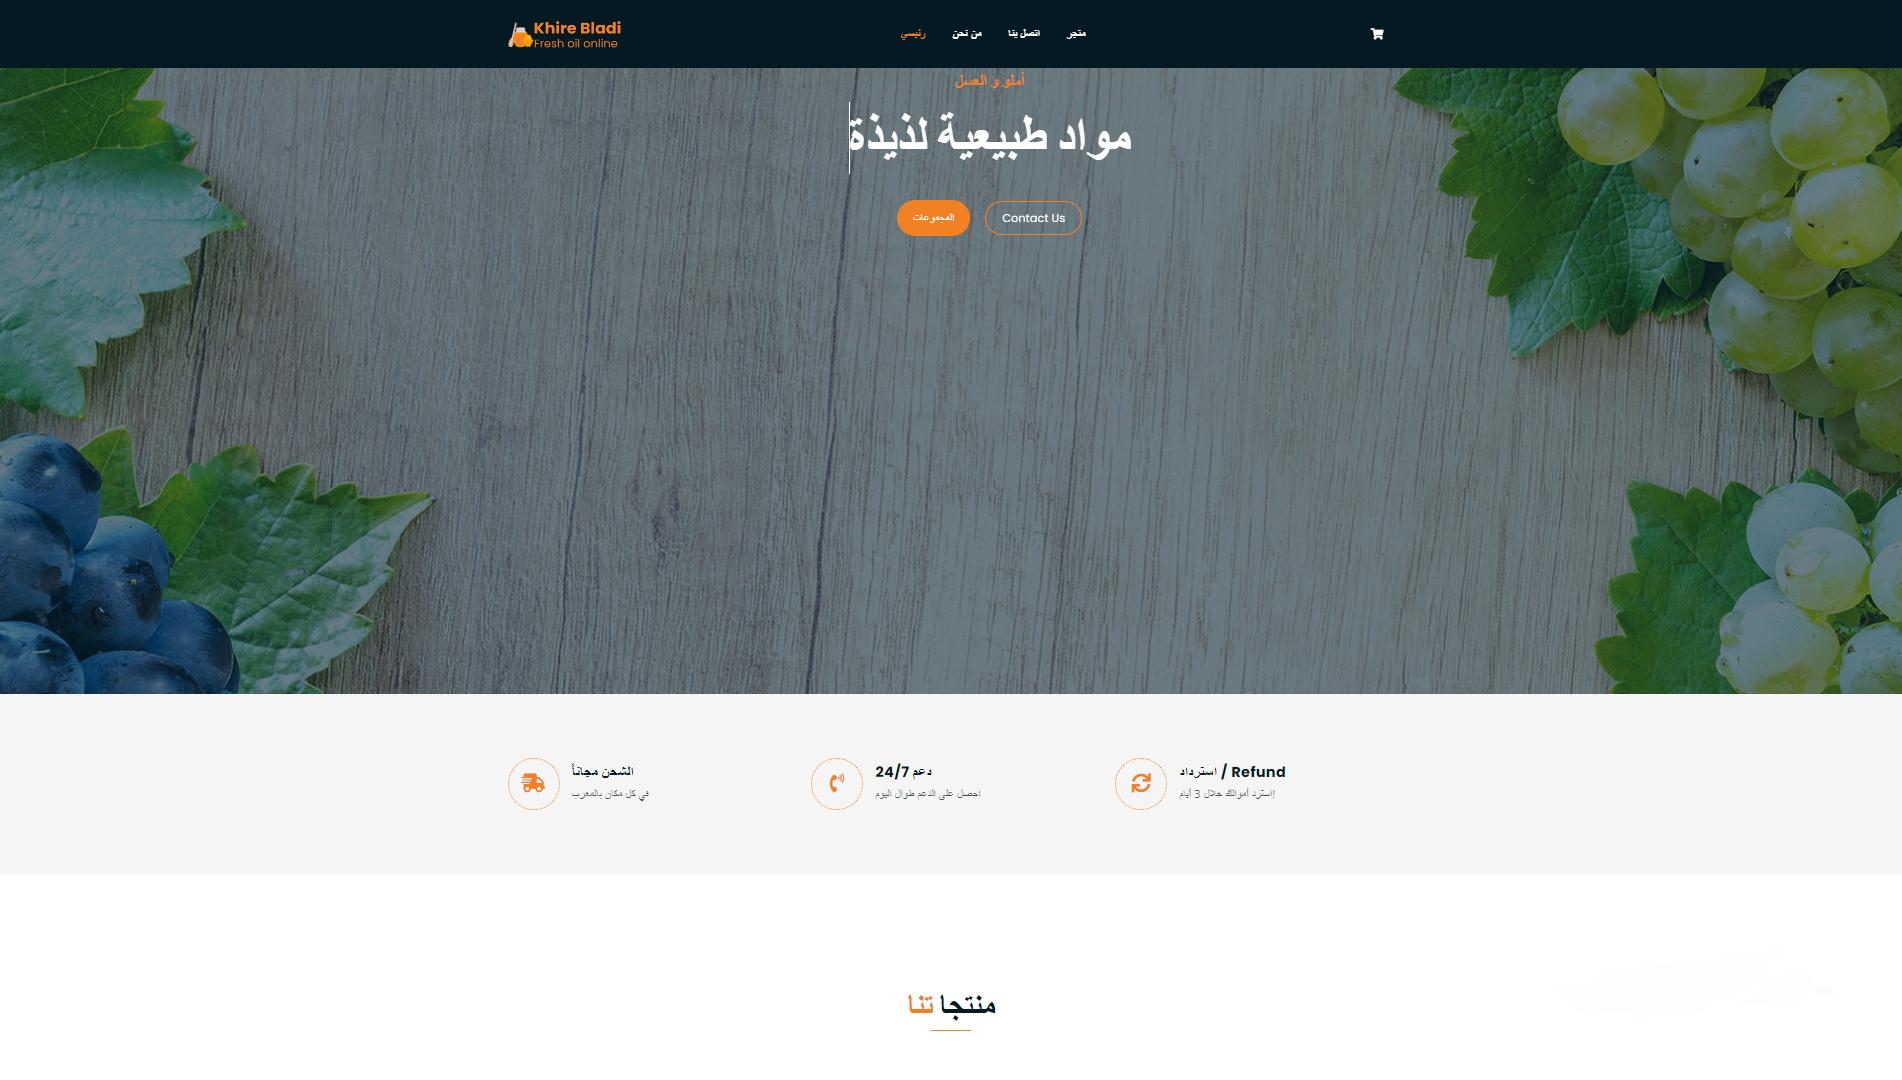 Khire Bladi
Fresh oil online
رئيسي
من نحن
اتصل بنا
متجر
أملو و العسل
مواد طبيعية لذيذة
المجموعات
Contact Us
الشحن مجاناً
في كل مكان بالمغرب
دعم 24/7
احصل على الدعم طوال اليوم
استرداد / Refund
استرد أموالك خلال 3 أيام!
منتجا تنا